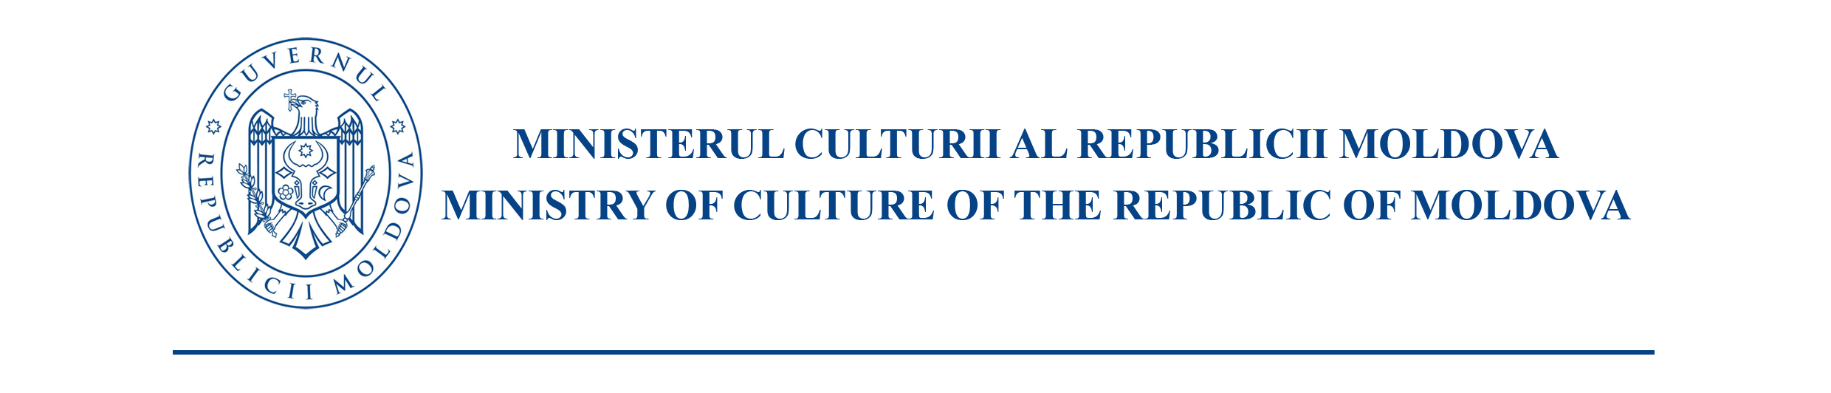 GUVERNUL
REPUBLICII MOLDOVA
MINISTERUL CULTURII AL REPUBLICII MOLDOVA
MINISTRY OF CULTURE OF THE REPUBLIC OF MOLDOVA